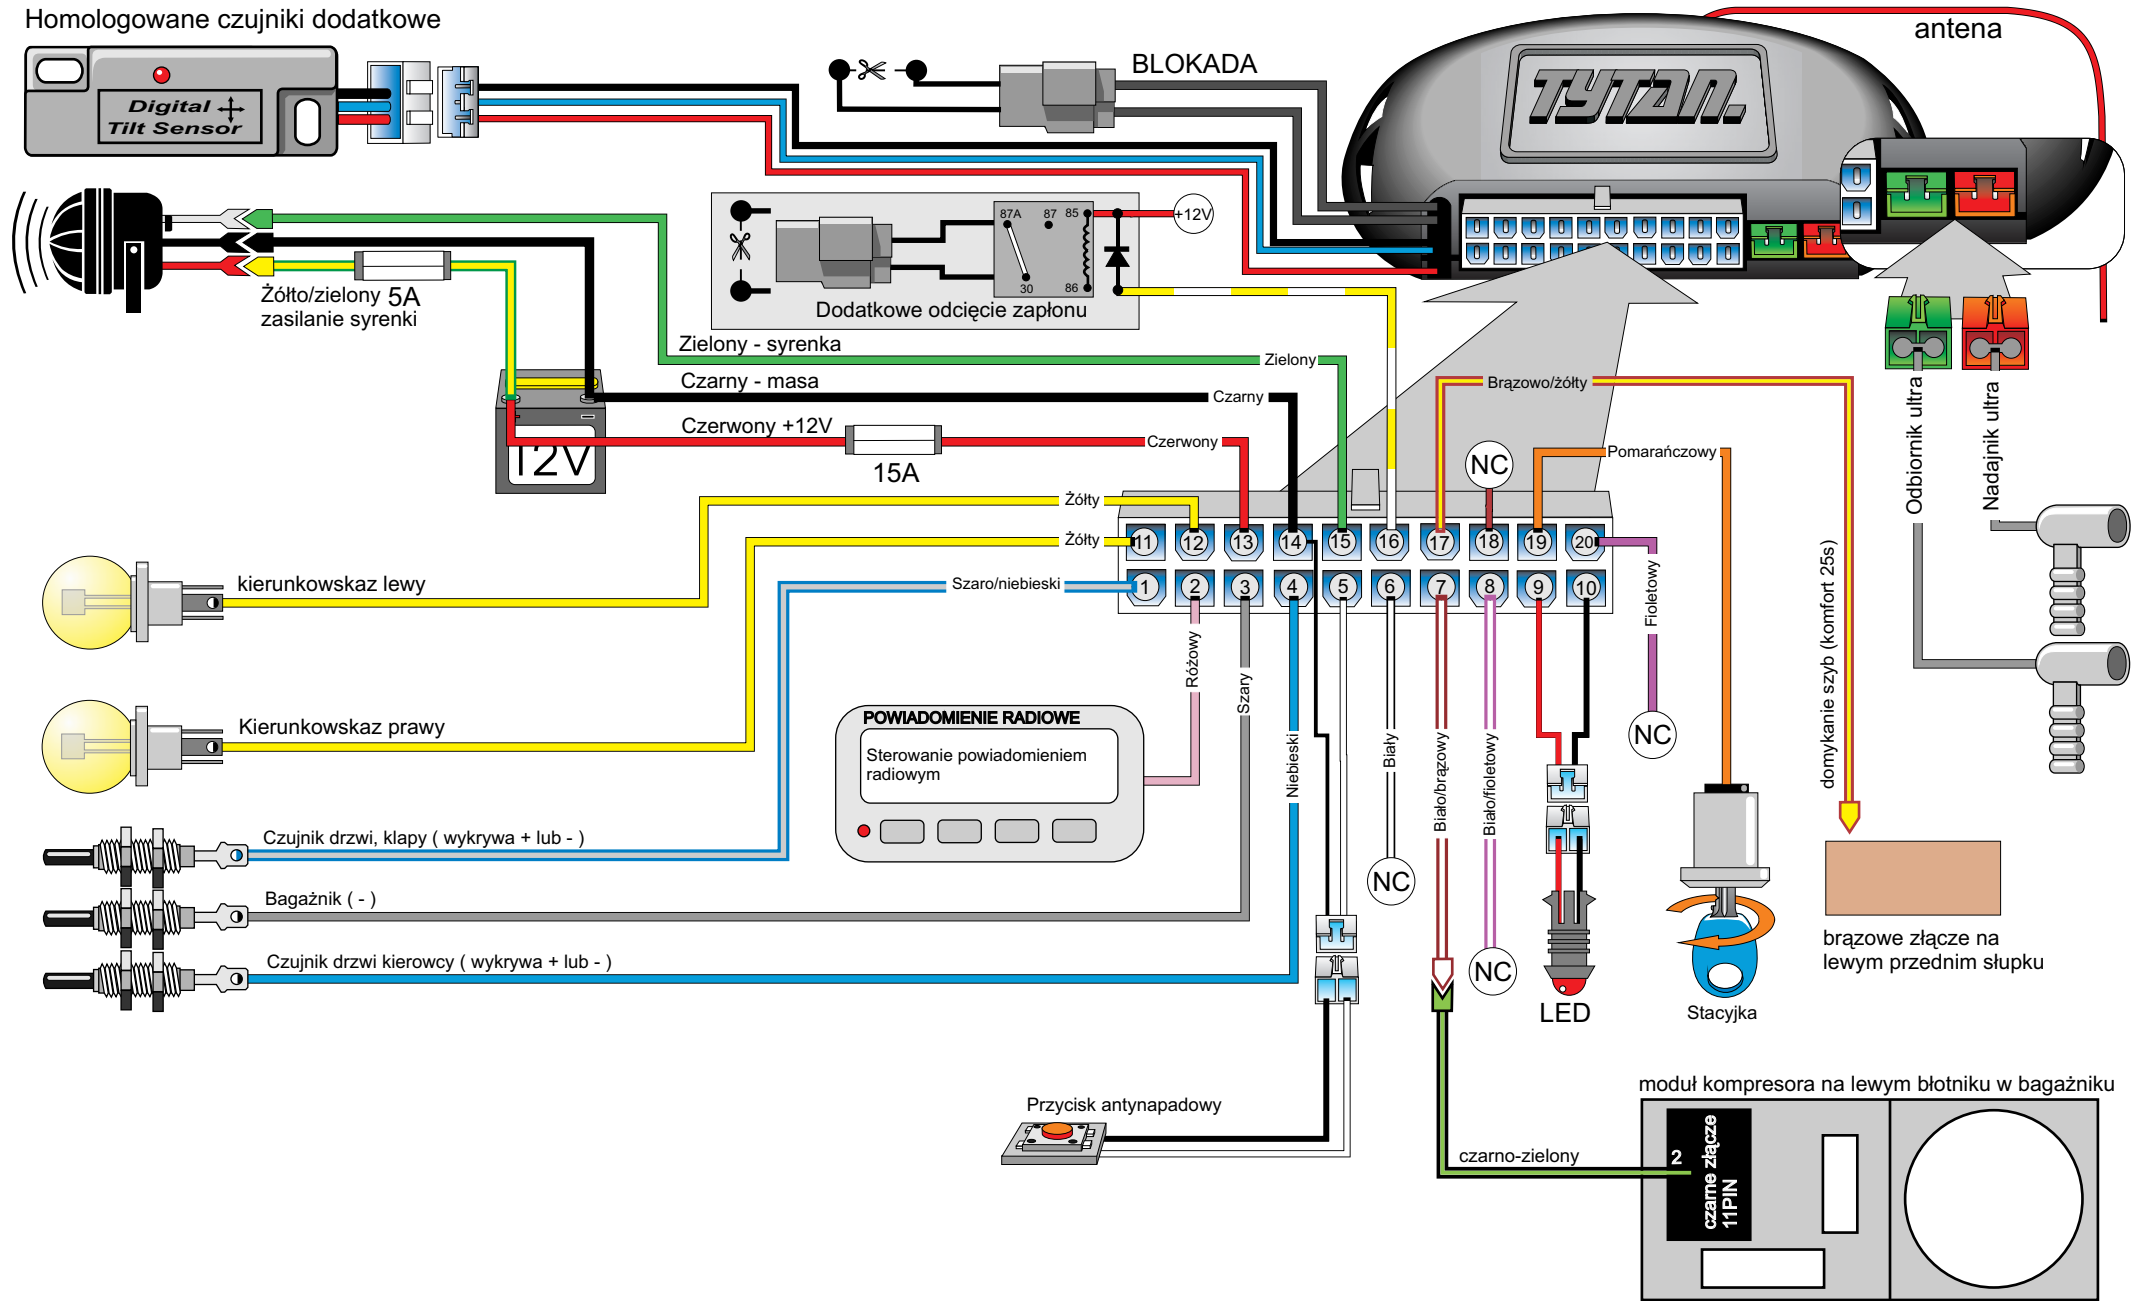 Homologowane czujniki dodatkowe
Digital
Tilt Sensor
BLOKADA
antena
TYTAN.
87A
87
85
30
86
+12V
Dodatkowe odcięcie zapłonu
Żółto/zielony 5A
zasilanie syrenki
Zielony - syrenka
Zielony
Czarny - masa
Czarny
Czerwony +12V
Czerwony
15A
12V
Brązowo/żółty
Pomarańczowy
NC
Odbiornik ultra
Nadajnik ultra
Żółty
Żółty
Szaro/niebieski
11
12
13
14
15
16
17
18
19
20
1
2
3
4
5
6
7
8
9
10
kierunkowskaz lewy
Kierunkowskaz prawy
Różowy
Szary
Niebieski
Biały
Biało/brązowy
Biało/fioletowy
Fioletowy
NC
NC
NC
domykanie szyb (komfort 25s)
POWIADOMIENIE RADIOWE
Sterowanie powiadomieniem
radiowym
Czujnik drzwi, klapy ( wykrywa + lub - )
Bagażnik ( - )
Czujnik drzwi kierowcy ( wykrywa + lub - )
LED
Stacyjka
brązowe złącze na
lewym przednim słupku
Przycisk antynapadowy
czarno-zielony
moduł kompresora na lewym błotniku w bagażniku
2
czarne złącze
11PIN